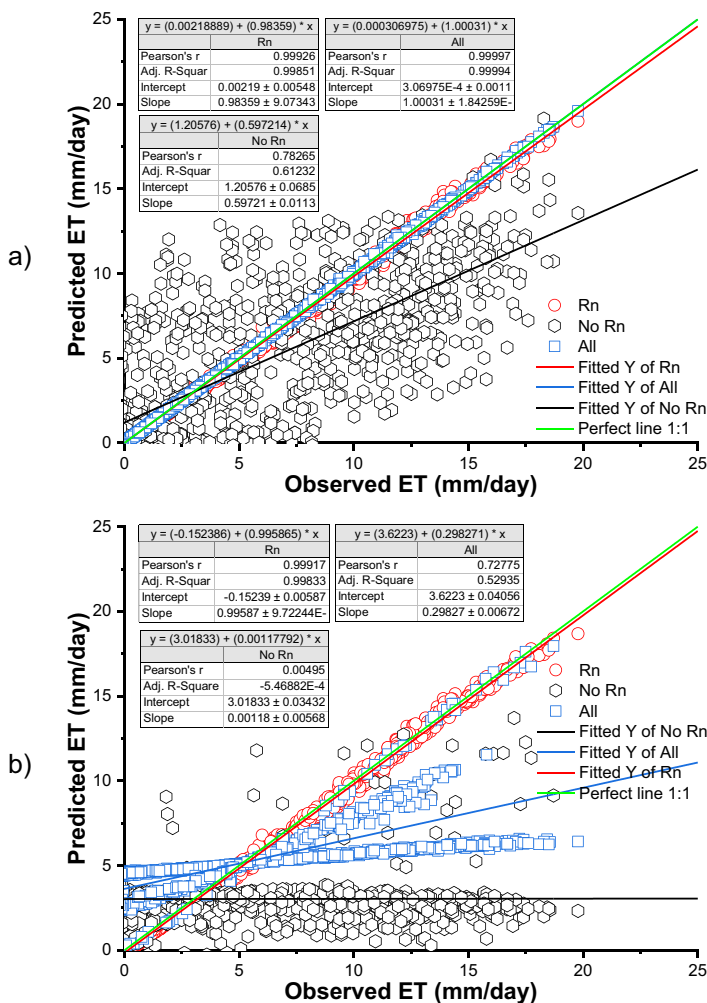 a)
y = (0.00218889) + (0.98359) * x
Rn
Pearson's r 0.99926
Adj. R-Squar 0.99851
Intercept 0.00219 ± 0.00548
Slope 0.98359 ± 9.07343
y = (0.000306975) + (1.00031) * x
All
Pearson's r 0.99997
Adj. R-Squar 0.99994
Intercept 3.06975E-4 ± 0.0011
Slope 1.00031 ± 1.84259E-
y = (1.20576) + (0.597214) * x
No Rn
Pearson's r 0.78265
Adj. R-Squar 0.61232
Intercept 1.20576 ± 0.0685
Slope 0.59721 ± 0.0113
Predicted ET (mm/day)
25
20
15
10
5
0
Rn
No Rn
All
Fitted Y of Rn
Fitted Y of All
Fitted Y of No Rn
Perfect line 1:1
0 5 10 15 20 25
Observed ET (mm/day)
b)
y = (-0.152386) + (0.995865) * x
Rn
Pearson's r 0.99917
Adj. R-Squar 0.99833
Intercept -0.15239 ± 0.00587
Slope 0.99587 ± 9.72244E-
y = (3.6223) + (0.298271) * x
All
Pearson's r 0.72775
Adj. R-Square 0.52935
Intercept 3.6223 ± 0.04056
Slope 0.29827 ± 0.00672
y = (3.01833) + (0.00117792) * x
No Rn
Pearson's r 0.00495
Adj. R-Square -5.46882E-4
Intercept 3.01833 ± 0.03432
Slope 0.00118 ± 0.00568
Predicted ET (mm/day)
25
20
15
10
5
0
Rn
No Rn
All
Fitted Y of No Rn
Fitted Y of All
Fitted Y of Rn
Perfect line 1:1
0 5 10 15 20 25
Observed ET (mm/day)